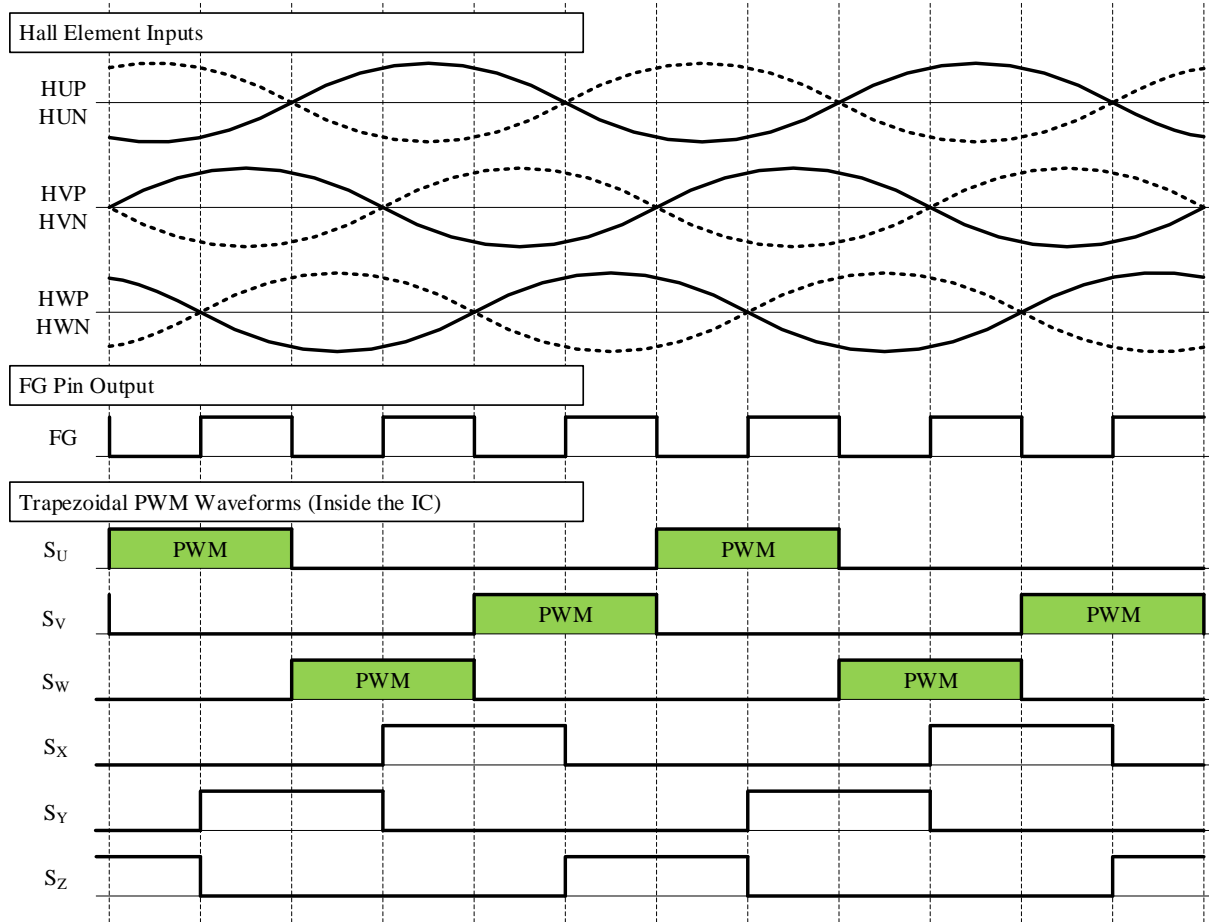 Hall Element Inputs
HUP
HUN
HVP
HVN
HWP
HWN
FG Pin Output
FG
Trapezoidal PWM Waveforms (Inside the IC)
SU PWM PWM
SV PWM PWM
SW PWM PWM
SX
SY
SZ